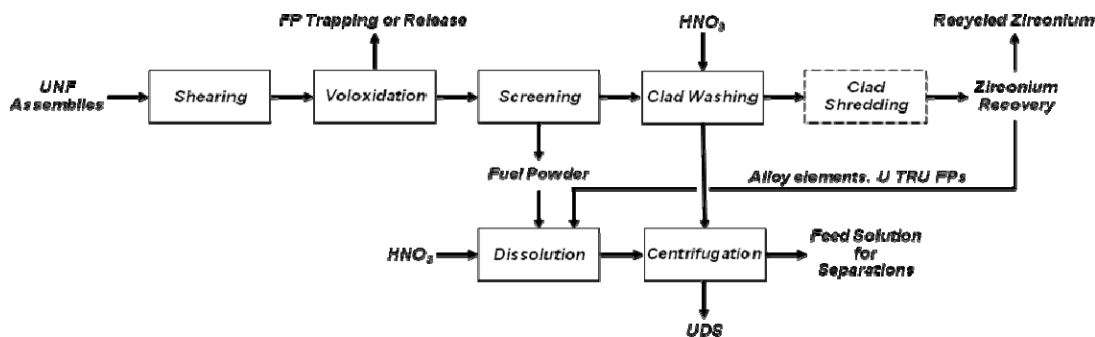 FP Trapping or Release
HNO₃
Recycled Zirconium
UNF
Assemblies
Shearing
Voloxidation
Screening
Clad Washing
Clad
Shredding
Zirconium
Recovery
Fuel Powder
Alloy elements. U TRU FPs
HNO₃
Dissolution
Centrifugation
Feed Solution
for
Separations
UDS